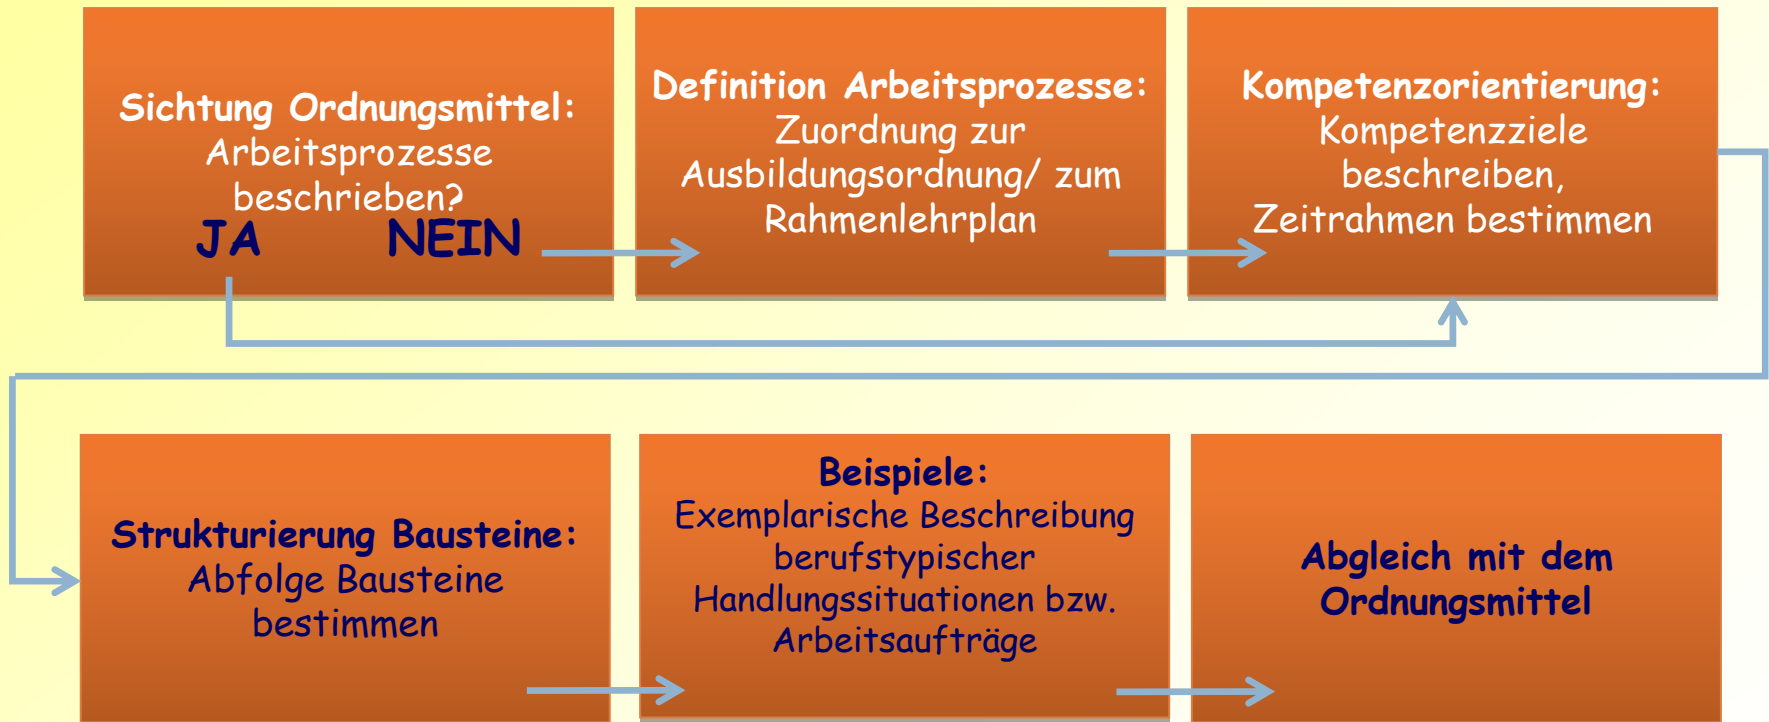 Sichtung Ordnungsmittel:
Arbeitsprozesse
beschrieben?
JA NEIN
Definition Arbeitsprozesse:
Zuordnung zur
Ausbildungsordnung/ zum
Rahmenlehrplan
Kompetenzorientierung:
Kompetenzziele
beschreiben,
Zeitrahmen bestimmen
Strukturierung Bausteine:
Abfolge Bausteine
bestimmen
Beispiele:
Exemplarische Beschreibung
berufstypischer
Handlungssituationen bzw.
Arbeitsaufträge
Abgleich mit dem
Ordnungsmittel